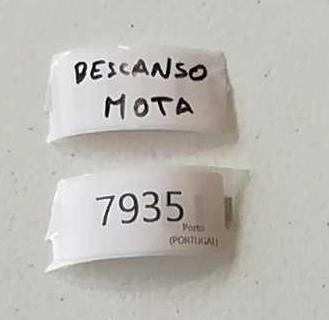 DESCANSO
MOTA
7935
Porto
(PORTUGAL)